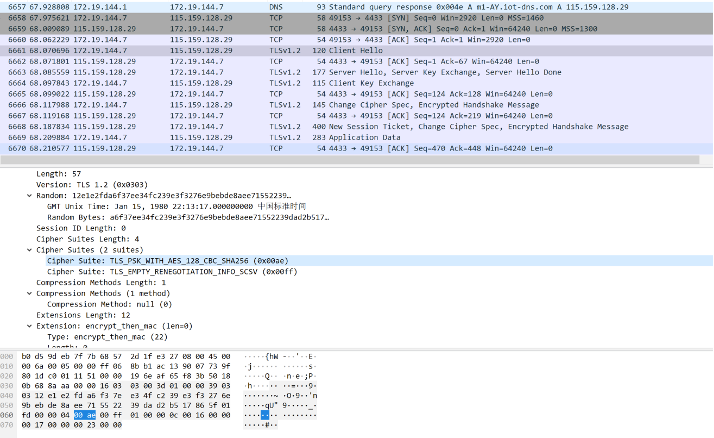 6657 67.928808 172.19.144.1 172.19.144.7 DNS 93 Standard query response 0x004e A m1-AY.iot-dns.com A 115.159.128.29
6658 67.975621 172.19.144.7 115.159.128.29 TCP 58 49153 → 4433 [SYN] Seq=0 Win=2920 Len=0 MSS=1460
6659 68.009089 115.159.128.29 172.19.144.7 TCP 58 4433 → 49153 [SYN, ACK] Seq=0 Ack=1 Win=64240 Len=0 MSS=1300
6660 68.062229 172.19.144.7 115.159.128.29 TCP 54 49153 → 4433 [ACK] Seq=1 Ack=1 Win=2920 Len=0
6661 68.070696 172.19.144.7 115.159.128.29 TLSv1.2 120 Client Hello
6662 68.071801 115.159.128.29 172.19.144.7 TCP 54 4433 → 49153 [ACK] Seq=1 Ack=67 Win=64240 Len=0
6663 68.085559 115.159.128.29 172.19.144.7 TLSv1.2 177 Server Hello, Server Key Exchange, Server Hello Done
6664 68.097843 172.19.144.7 115.159.128.29 TLSv1.2 115 Client Key Exchange
6665 68.099022 115.159.128.29 172.19.144.7 TCP 54 4433 → 49153 [ACK] Seq=124 Ack=128 Win=64240 Len=0
6666 68.117988 172.19.144.7 115.159.128.29 TLSv1.2 145 Change Cipher Spec, Encrypted Handshake Message
6667 68.119168 115.159.128.29 172.19.144.7 TCP 54 4433 → 49153 [ACK] Seq=124 Ack=219 Win=64240 Len=0
6668 68.187834 115.159.128.29 172.19.144.7 TLSv1.2 400 New Session Ticket, Change Cipher Spec, Encrypted Handshake Message
6669 68.209884 172.19.144.7 115.159.128.29 TLSv1.2 283 Application Data
6670 68.210577 115.159.128.29 172.19.144.7 TCP 54 4433 → 49153 [ACK] Seq=470 Ack=448 Win=64240 Len=0
Length: 57
Version: TLS 1.2 (0x0303)
Random: 12e1e2fda6f37ee34fc239e3f3276e9bebde8aee71552239…
GMT Unix Time: Jan 15, 1980 22:13:17.000000000 中国标准时间
Random Bytes: a6f37ee34fc239e3f3276e9bebde8aee71552239dad2b517…
Session ID Length: 0
Cipher Suites Length: 4
Cipher Suites (2 suites)
Cipher Suite: TLS_PSK_WITH_AES_128_CBC_SHA256 (0x00ae)
Cipher Suite: TLS_EMPTY_RENEGOTIATION_INFO_SCSV (0x00ff)
Compression Methods Length: 1
Compression Methods (1 method)
Compression Method: null (0)
Extensions Length: 12
Extension: encrypt_then_mac (len=0)
Type: encrypt_then_mac (22)
Length: 0
000 b0 d5 9d eb 7f 7b 68 57 2d 1f e3 27 08 00 45 00 ·····{hW -··'··E·
010 00 6a 00 05 00 00 ff 06 8b b1 ac 13 90 07 73 9f ·j······ ······s·
020 80 1d c0 01 11 51 00 00 19 6e af 65 f8 3b 50 18 ·····Q·· ·n·e·;P·
030 0b 68 8a aa 00 00 16 03 03 00 3d 01 00 00 39 03 ·h······ ··=···9·
040 03 12 e1 e2 fd a6 f3 7e e3 4f c2 39 e3 f3 27 6e ·······~ ·O·9··'n
050 9b eb de 8a ee 71 55 22 39 da d2 b5 17 86 5f 01 ·····qU" 9·····_·
060 fd 00 00 04 00 ae 00 ff 01 00 00 0c 00 16 00 00 ········ ········
070 00 17 00 00 00 23 00 00 ·····#··